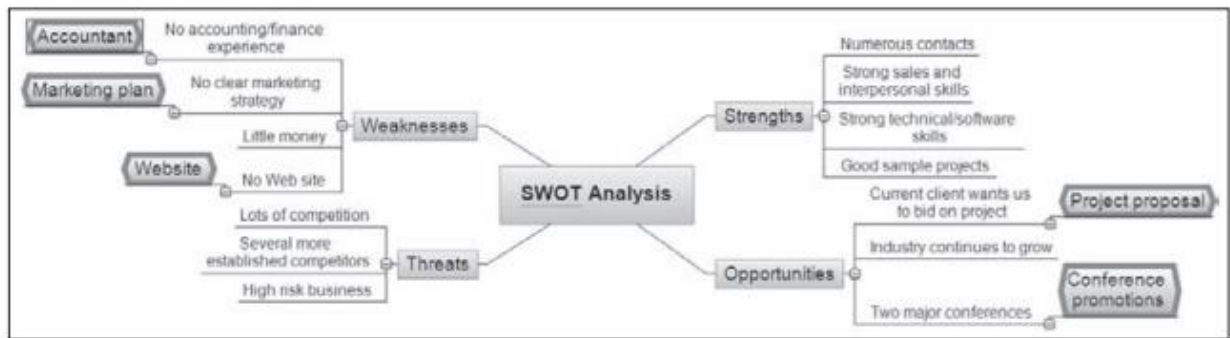 Accountant
No accounting/finance
experience
Marketing plan
No clear marketing
strategy
Little money
Website
No Web site
Weaknesses
Lots of competition
Several more
established competitors
High risk business
Threats
SWOT Analysis
Strengths
Numerous contacts
Strong sales and
interpersonal skills
Strong technical/software
skills
Good sample projects
Opportunities
Current client wants us
to bid on project
Project proposal
Industry continues to grow
Two major conferences
Conference
promotions